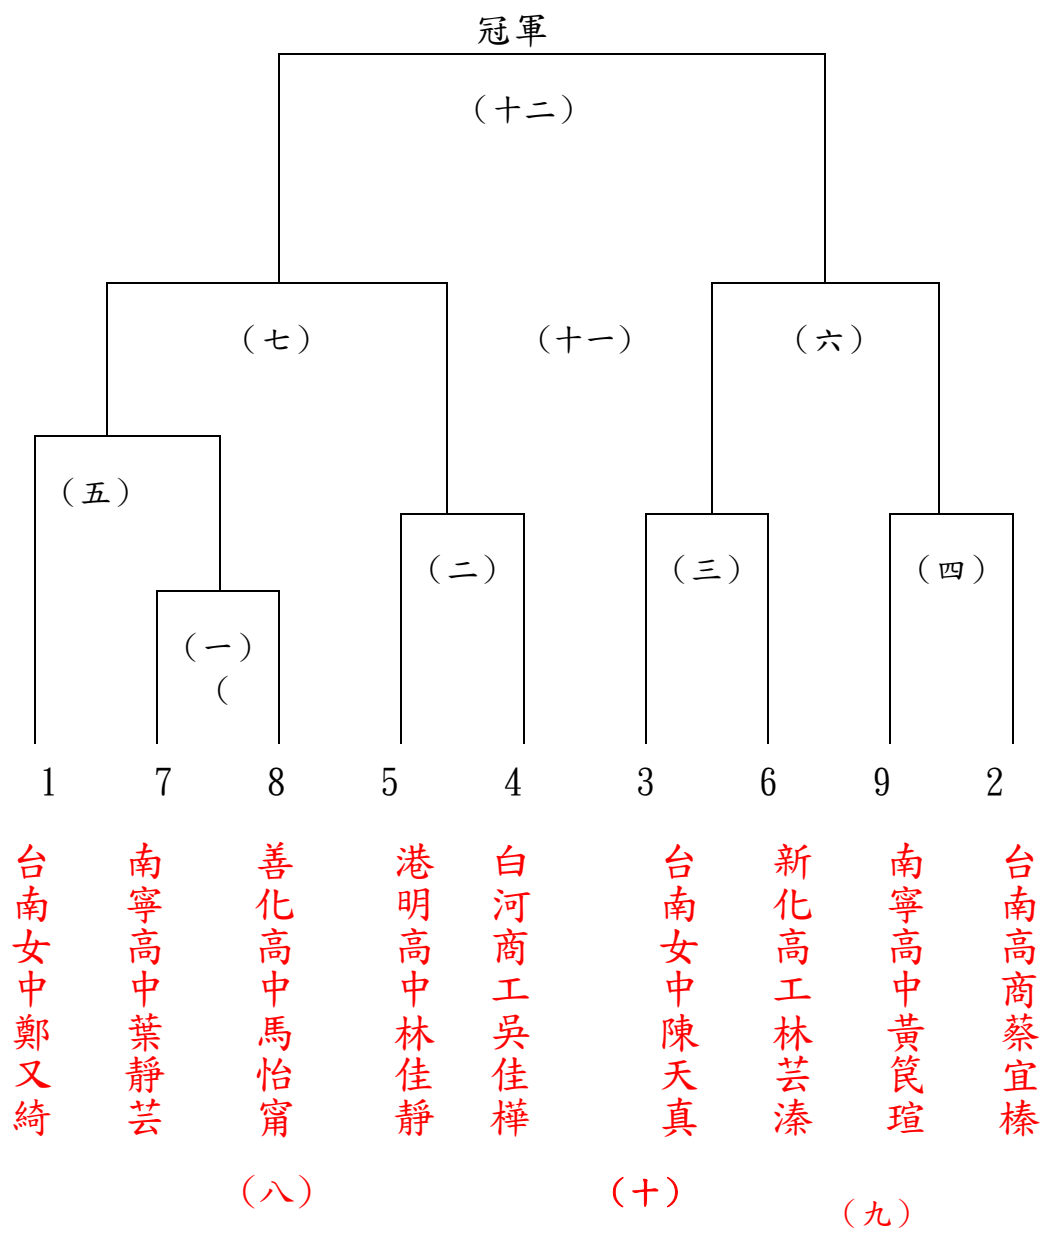 冠軍
（十二）
（七）
（十一）
（六）
（五）
（二）
（三）
（四）
（一）
（
1
7
8
5
4
3
6
9
2
台南女中鄭又綺
南寧高中葉靜芸
善化高中馬怡甯
港明高中林佳靜
白河商工吳佳樺
台南女中陳天真
新化高工林芸溱
南寧高中黃筦瑄
台南高商蔡宜榛
（八）
（十）
（九）